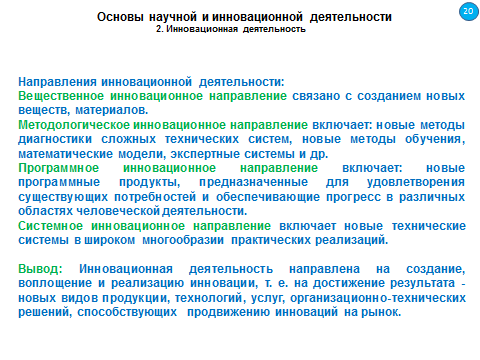 Основы научной и инновационной деятельности
20
2. Инновационная деятельность
Направления инновационной деятельности:
Вещественное инновационное направление связано с созданием новых
веществ, материалов.
Методологическое инновационное направление включает: новые методы
диагностики сложных технических систем, новые методы обучения,
математические модели, экспертные системы и др.
Программное инновационное направление включает: новые
программные продукты, предназначенные для удовлетворения
существующих потребностей и обеспечивающие прогресс в различных
областях человеческой деятельности.
Системное инновационное направление включает новые технические
системы в широком многообразии практических реализаций.
Вывод: Инновационная деятельность направлена на создание,
воплощение и реализацию инновации, т. е. на достижение результата -
новых видов продукции, технологий, услуг, организационно-технических
решений, способствующих продвижению инноваций на рынок.